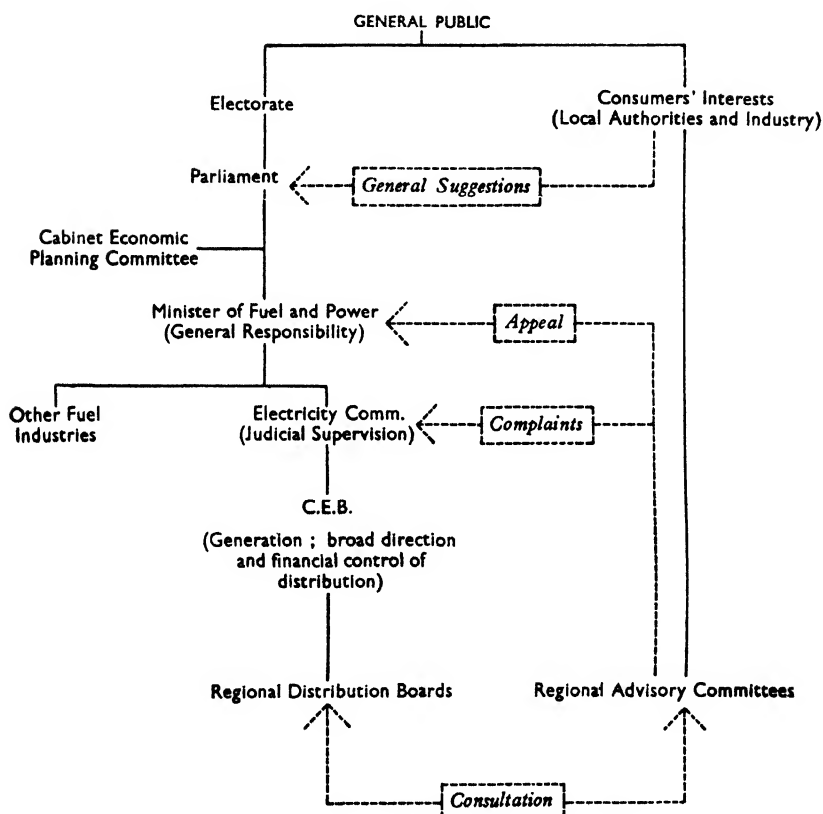 GENERAL PUBLIC
Electorate
Consumers' Interests
(Local Authorities and Industry)
Parliament
General Suggestions
Cabinet Economic
Planning Committee
Minister of Fuel and Power
(General Responsibility)
Appeal
Other Fuel
Industries
Electricity Comm.
(Judicial Supervision)
Complaints
C.E.B.
(Generation ; broad direction
and financial control of
distribution)
Regional Distribution Boards
Regional Advisory Committees
Consultation